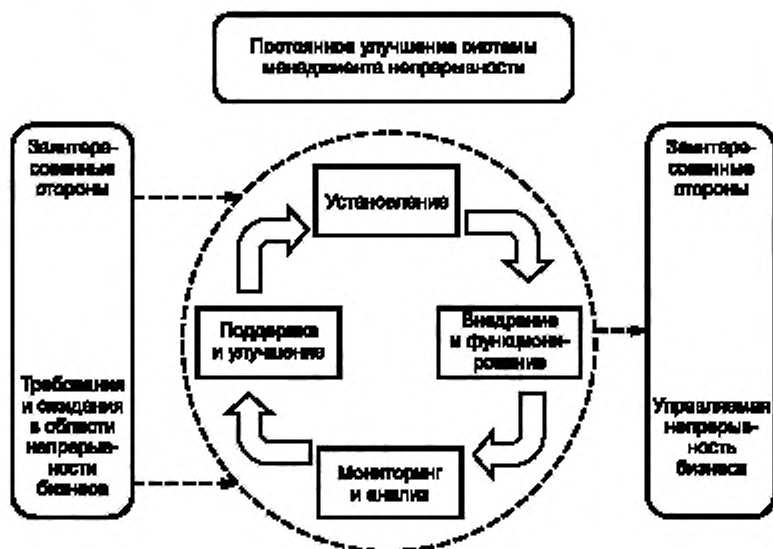 Постоянное улучшение системы
менеджмента непрерывности
Заинтере-
сованные
стороны
Требования
и ожидания
в области
непрерыв-
ности
бизнеса
Установление
Поддержка
и улучшение
Внедрение
и функциони-
рование
Мониторинг
и анализ
Заинтере-
сованные
стороны
Управляемая
непрерыв-
ность
бизнеса